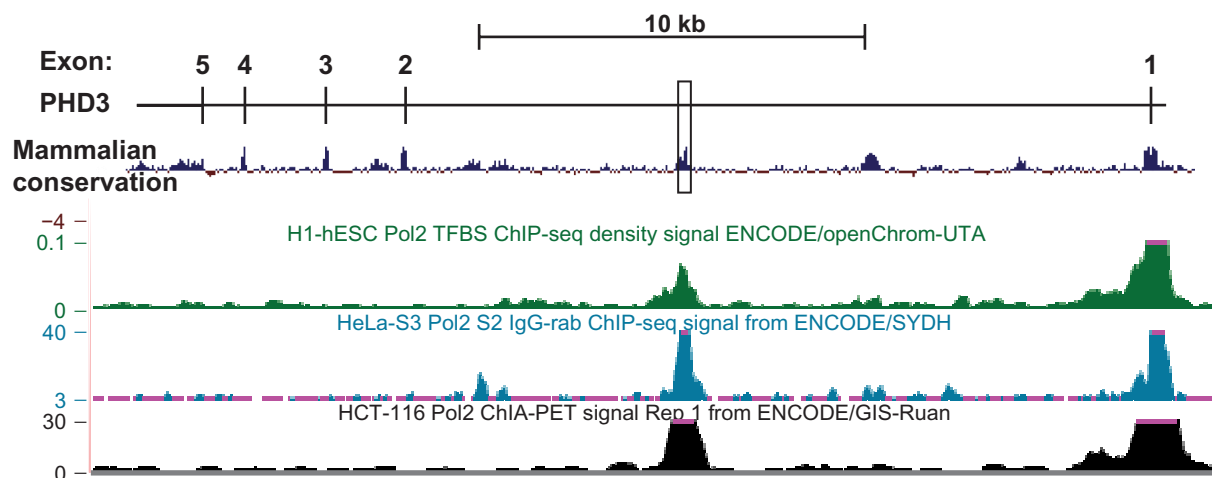 10 kb
Exon:
5 4 3 2 1
PHD3
Mammalian
conservation
−4
H1-hESC Pol2 TFBS ChIP-seq density signal ENCODE/openChrom-UTA
0.1
0
HeLa-S3 Pol2 S2 IgG-rab ChIP-seq signal from ENCODE/SYDH
40
3
HCT-116 Pol2 ChIA-PET signal Rep 1 from ENCODE/GIS-Ruan
30
0